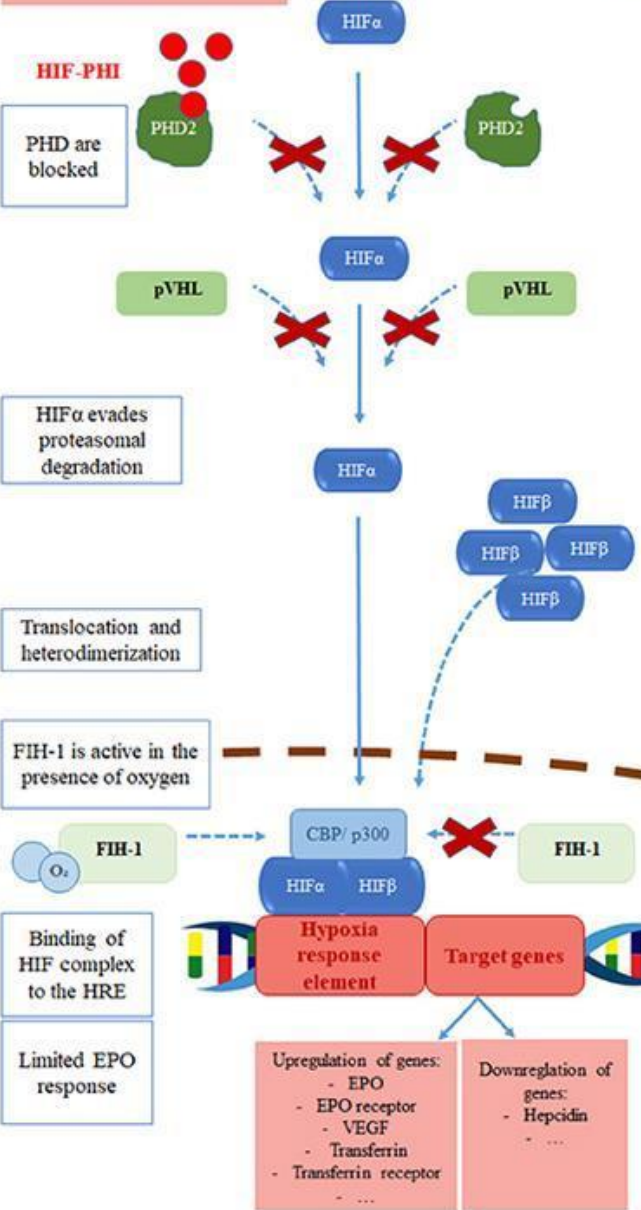 HIFα
HIF-PHI
PHD2
PHD2
PHD are
blocked
HIFα
pVHL
pVHL
HIFα evades
proteasomal
degradation
HIFα
HIFβ
HIFβ
HIFβ
HIFβ
Translocation and
heterodimerization
FIH-1 is active in the
presence of oxygen
CBP/ p300
FIH-1
O₂
FIH-1
HIFα
HIFβ
Binding of
HIF complex
to the HRE
Hypoxia
response
element
Target genes
Limited EPO
response
Upregulation of genes:
- EPO
- EPO receptor
- VEGF
- Transferrin
- Transferrin receptor
- ...
Downreglation of
genes:
- Hepcidin
- ...